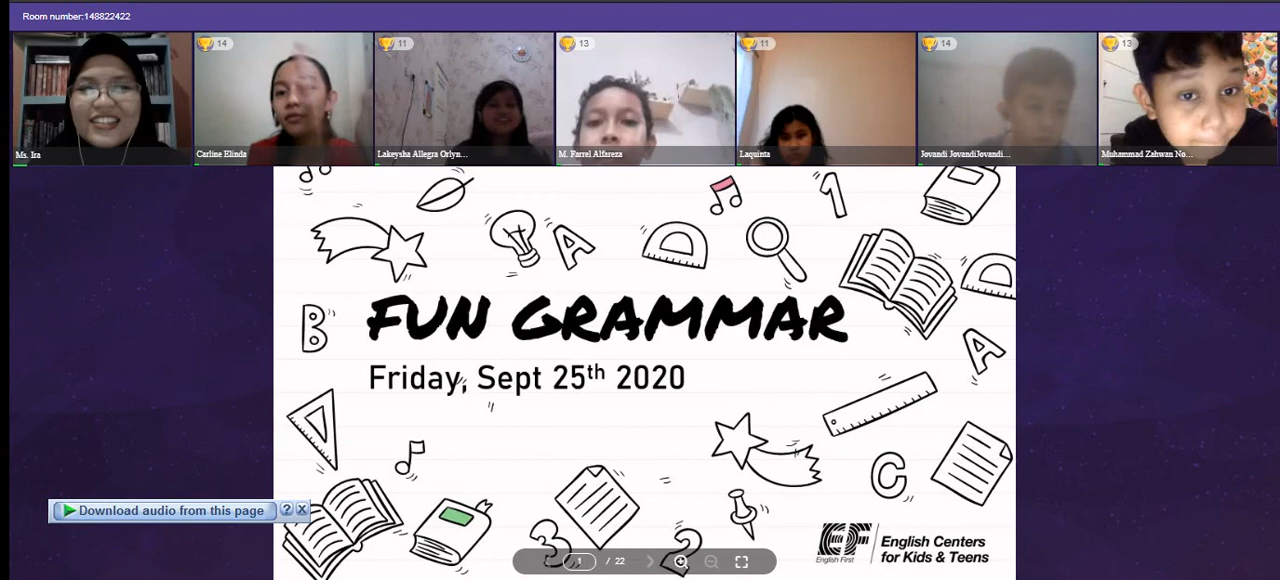 Room number:148822422
14
11
13
11
14
13
Ms. Ira
Carline Elinda
Lakeysha Allegra Orlyn...
M. Farrel Alfareza
Laquinta
Jovandi JovandiJovandi...
Muhammad Zahwan No...
1
A
B
FUN GRAMMAR
A
Friday, Sept 25th 2020
C
Download audio from this page
?
X
3
2
1 / 22
EF
English First
English Centers
for Kids & Teens